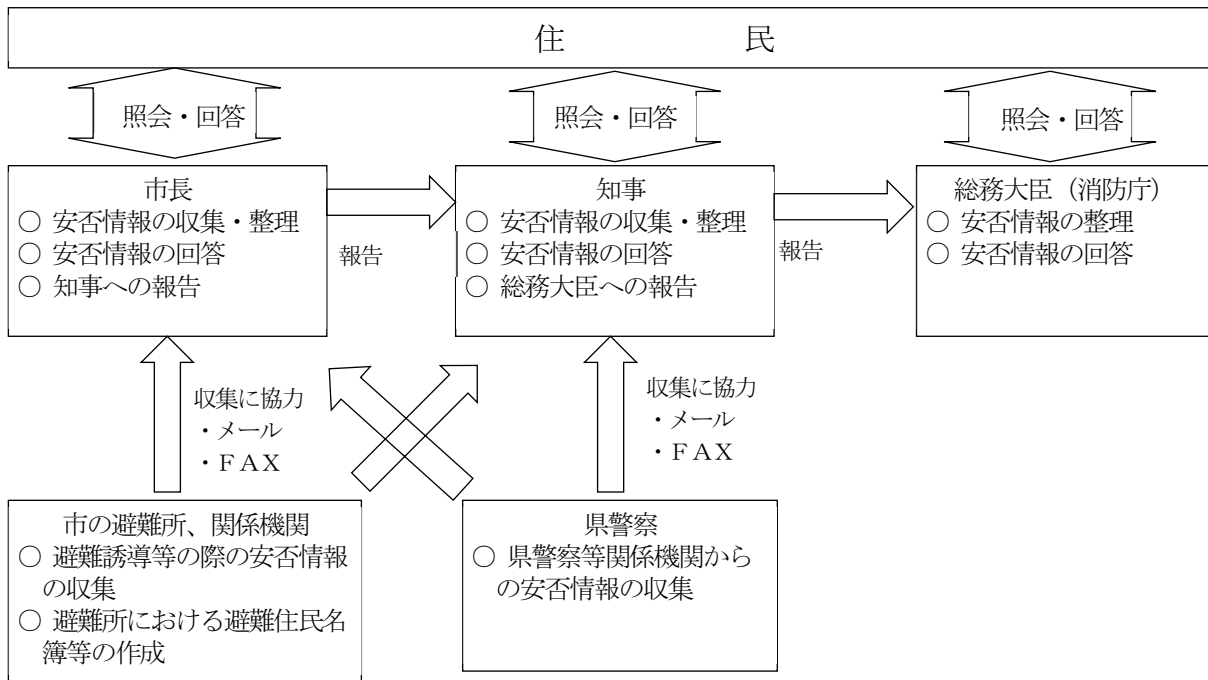 住　　　民
照会・回答
照会・回答
照会・回答
市長
○ 安否情報の収集・整理
○ 安否情報の回答
○ 知事への報告
報告
知事
○ 安否情報の収集・整理
○ 安否情報の回答
○ 総務大臣への報告
報告
総務大臣（消防庁）
○ 安否情報の整理
○ 安否情報の回答
収集に協力
・メール
・ＦＡＸ
収集に協力
・メール
・ＦＡＸ
市の避難所、関係機関
○ 避難誘導等の際の安否情報
の収集
○ 避難所における避難住民名
簿等の作成
県警察
○ 県警察等関係機関から
の安否情報の収集